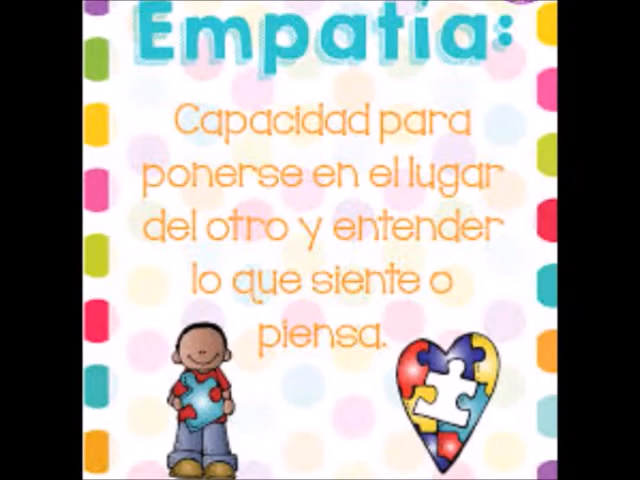 Empatía:
Capacidad para
ponerse en el lugar
del otro y entender
lo que siente o
piensa.